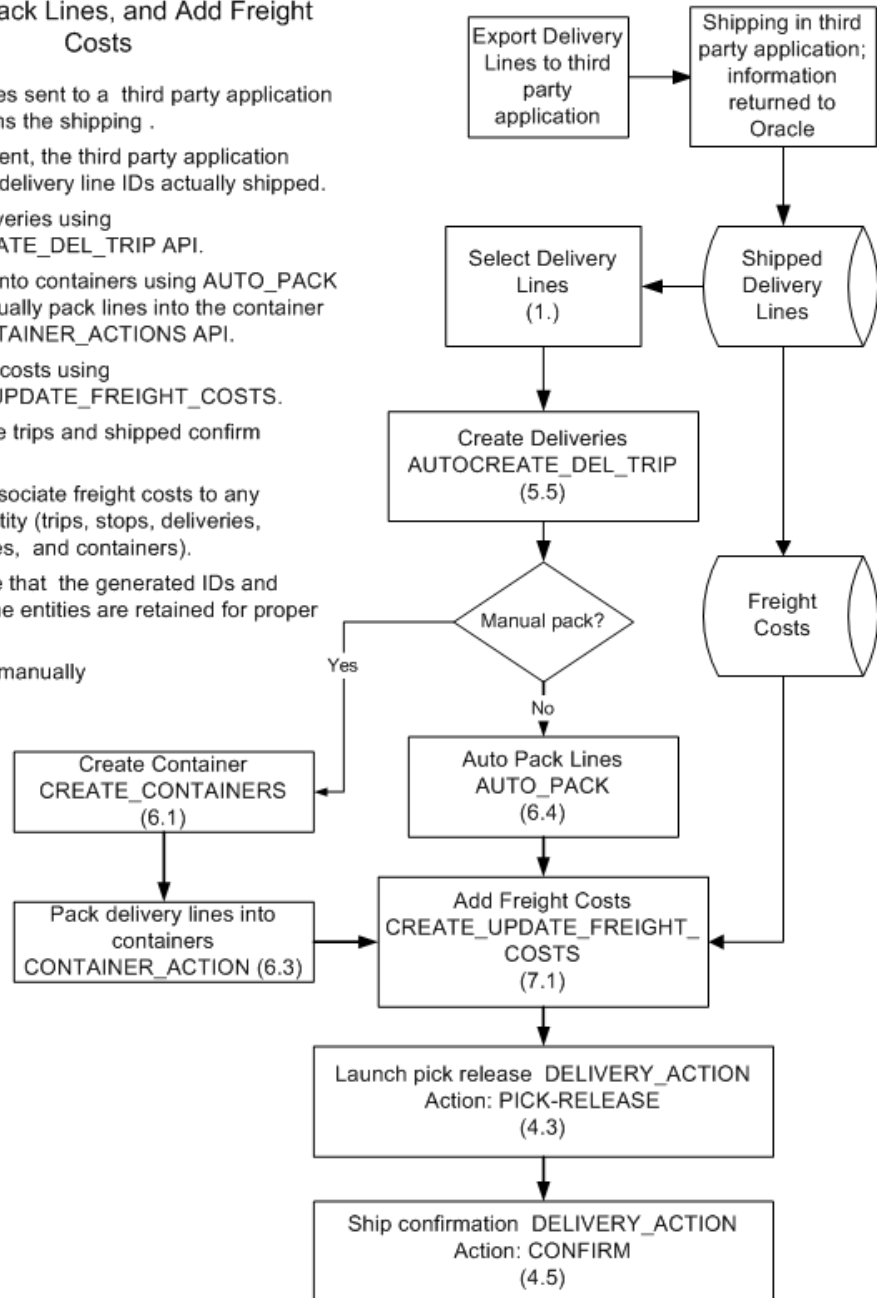 ack Lines, and Add Freight
Costs
es sent to a third party application
ns the shipping .
ent, the third party application
delivery line IDs actually shipped.
veries using
ATE_DEL_TRIP API.
nto containers using AUTO_PACK
ually pack lines into the container
TAINER_ACTIONS API.
costs using
UPDATE_FREIGHT_COSTS.
e trips and shipped confirm
sociate freight costs to any
tity (trips, stops, deliveries,
es, and containers).
e that the generated IDs and
ne entities are retained for proper
manually
Export Delivery
Lines to third
party
application
Shipping in third
party application;
information
returned to
Oracle
Select Delivery
Lines
(1.)
Shipped
Delivery
Lines
Create Deliveries
AUTOCREATE_DEL_TRIP
(5.5)
Freight
Costs
Manual pack?
Yes
No
Create Container
CREATE_CONTAINERS
(6.1)
Auto Pack Lines
AUTO_PACK
(6.4)
Pack delivery lines into
containers
CONTAINER_ACTION (6.3)
Add Freight Costs
CREATE_UPDATE_FREIGHT_
COSTS
(7.1)
Launch pick release DELIVERY_ACTION
Action: PICK-RELEASE
(4.3)
Ship confirmation DELIVERY_ACTION
Action: CONFIRM
(4.5)